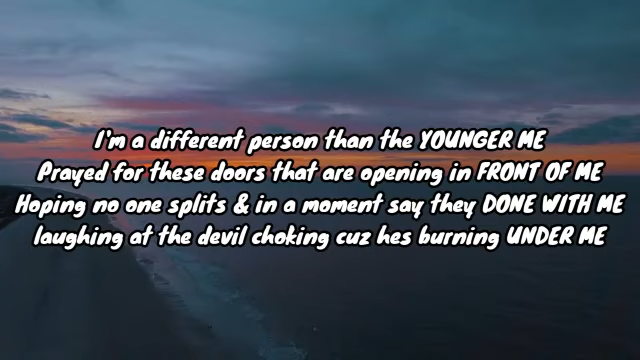 I'm a different person than the YOUNGER ME
Prayed for these doors that are opening in FRONT OF ME
Hoping no one splits & in a moment say they DONE WITH ME
laughing at the devil choking cuz hes burning UNDER ME